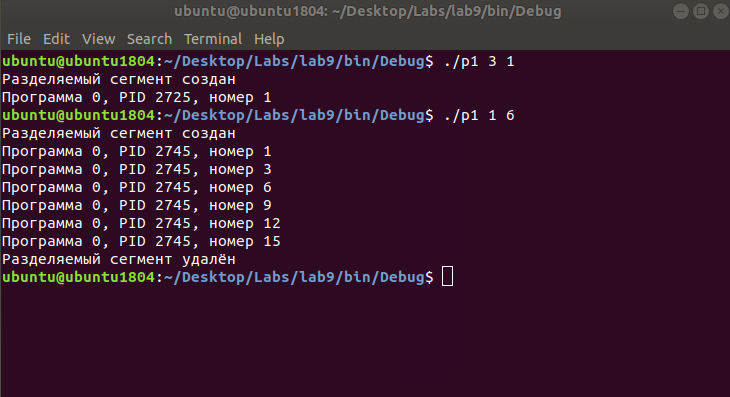 ubuntu@ubuntu1804: ~/Desktop/Labs/lab9/bin/Debug
File Edit View Search Terminal Help
ubuntu@ubuntu1804:~/Desktop/Labs/lab9/bin/Debug$ ./p1 3 1
Разделяемый сегмент создан
Программа 0, PID 2725, номер 1
ubuntu@ubuntu1804:~/Desktop/Labs/lab9/bin/Debug$ ./p1 1 6
Разделяемый сегмент создан
Программа 0, PID 2745, номер 1
Программа 0, PID 2745, номер 3
Программа 0, PID 2745, номер 6
Программа 0, PID 2745, номер 9
Программа 0, PID 2745, номер 12
Программа 0, PID 2745, номер 15
Разделяемый сегмент удалён
ubuntu@ubuntu1804:~/Desktop/Labs/lab9/bin/Debug$